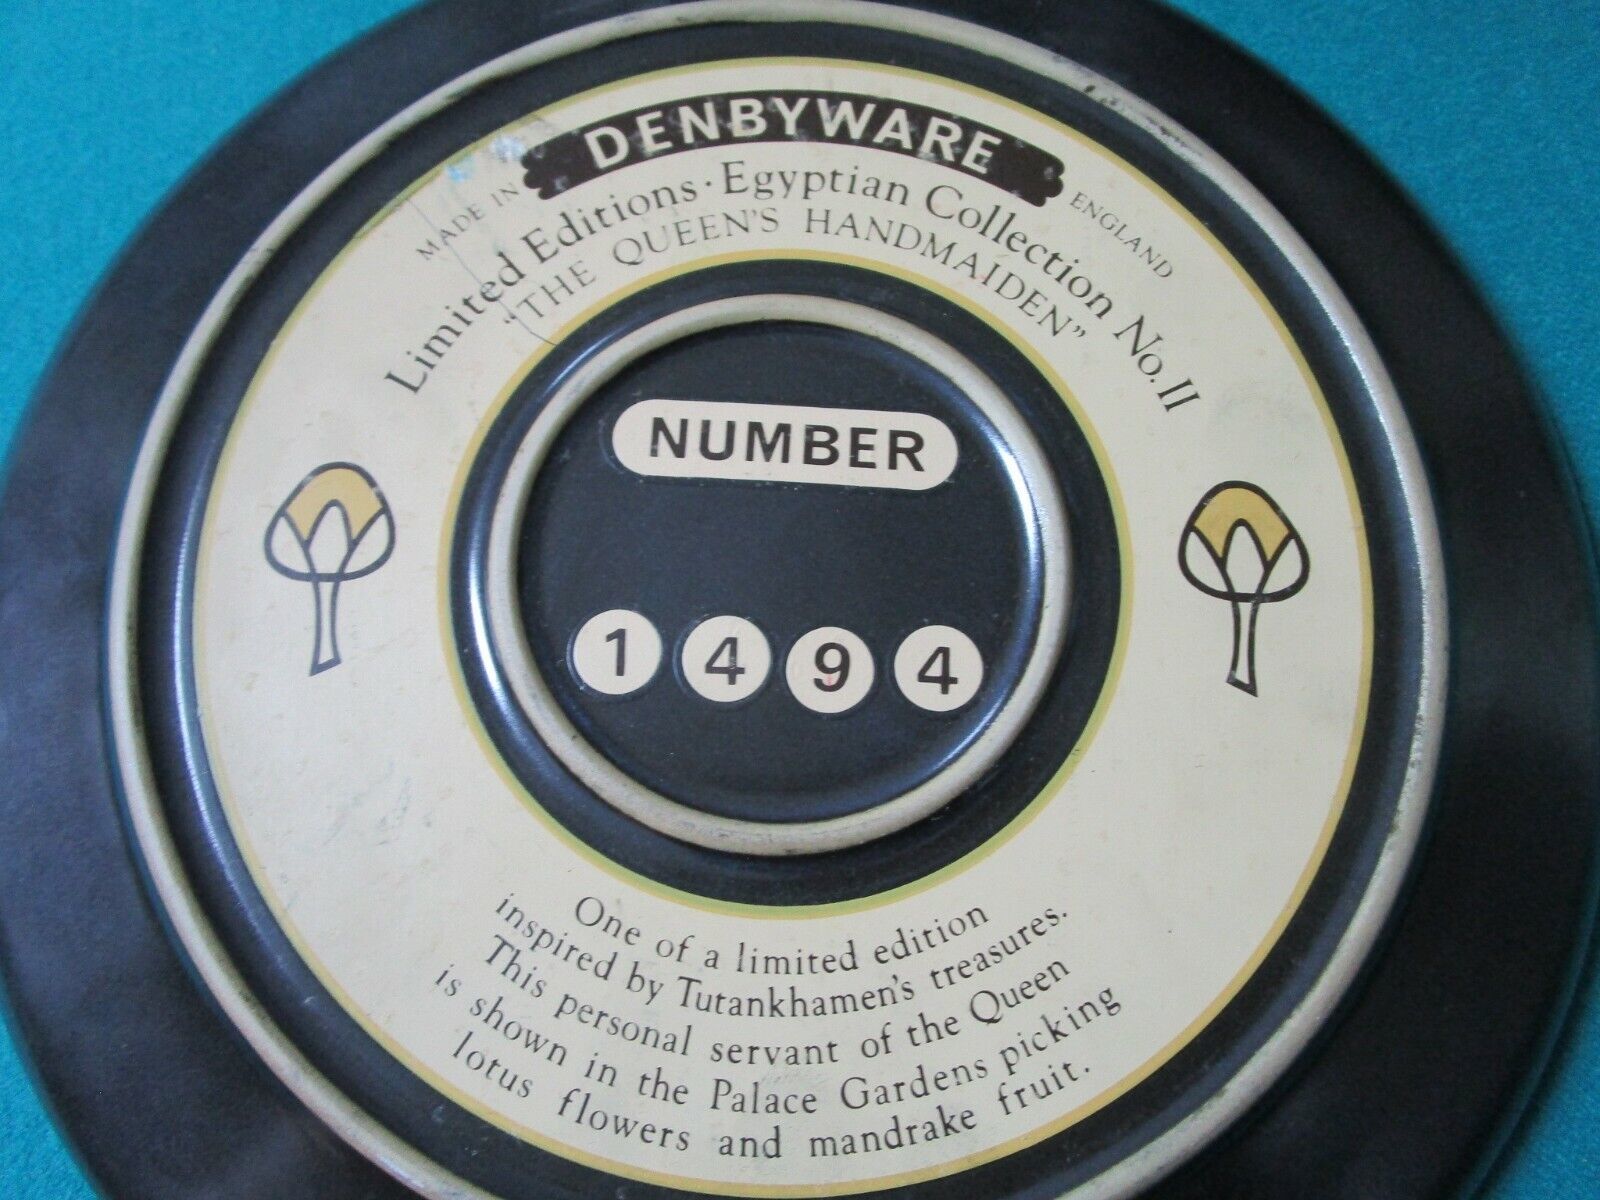 DENBYWARE
MADE IN ENGLAND
Limited Editions · Egyptian Collection No. II
"THE QUEEN'S HANDMAIDEN"
NUMBER
1494
One of a limited edition
inspired by Tutankhamen's treasures.
This personal servant of the Queen
is shown in the Palace Gardens picking
lotus flowers and mandrake fruit.